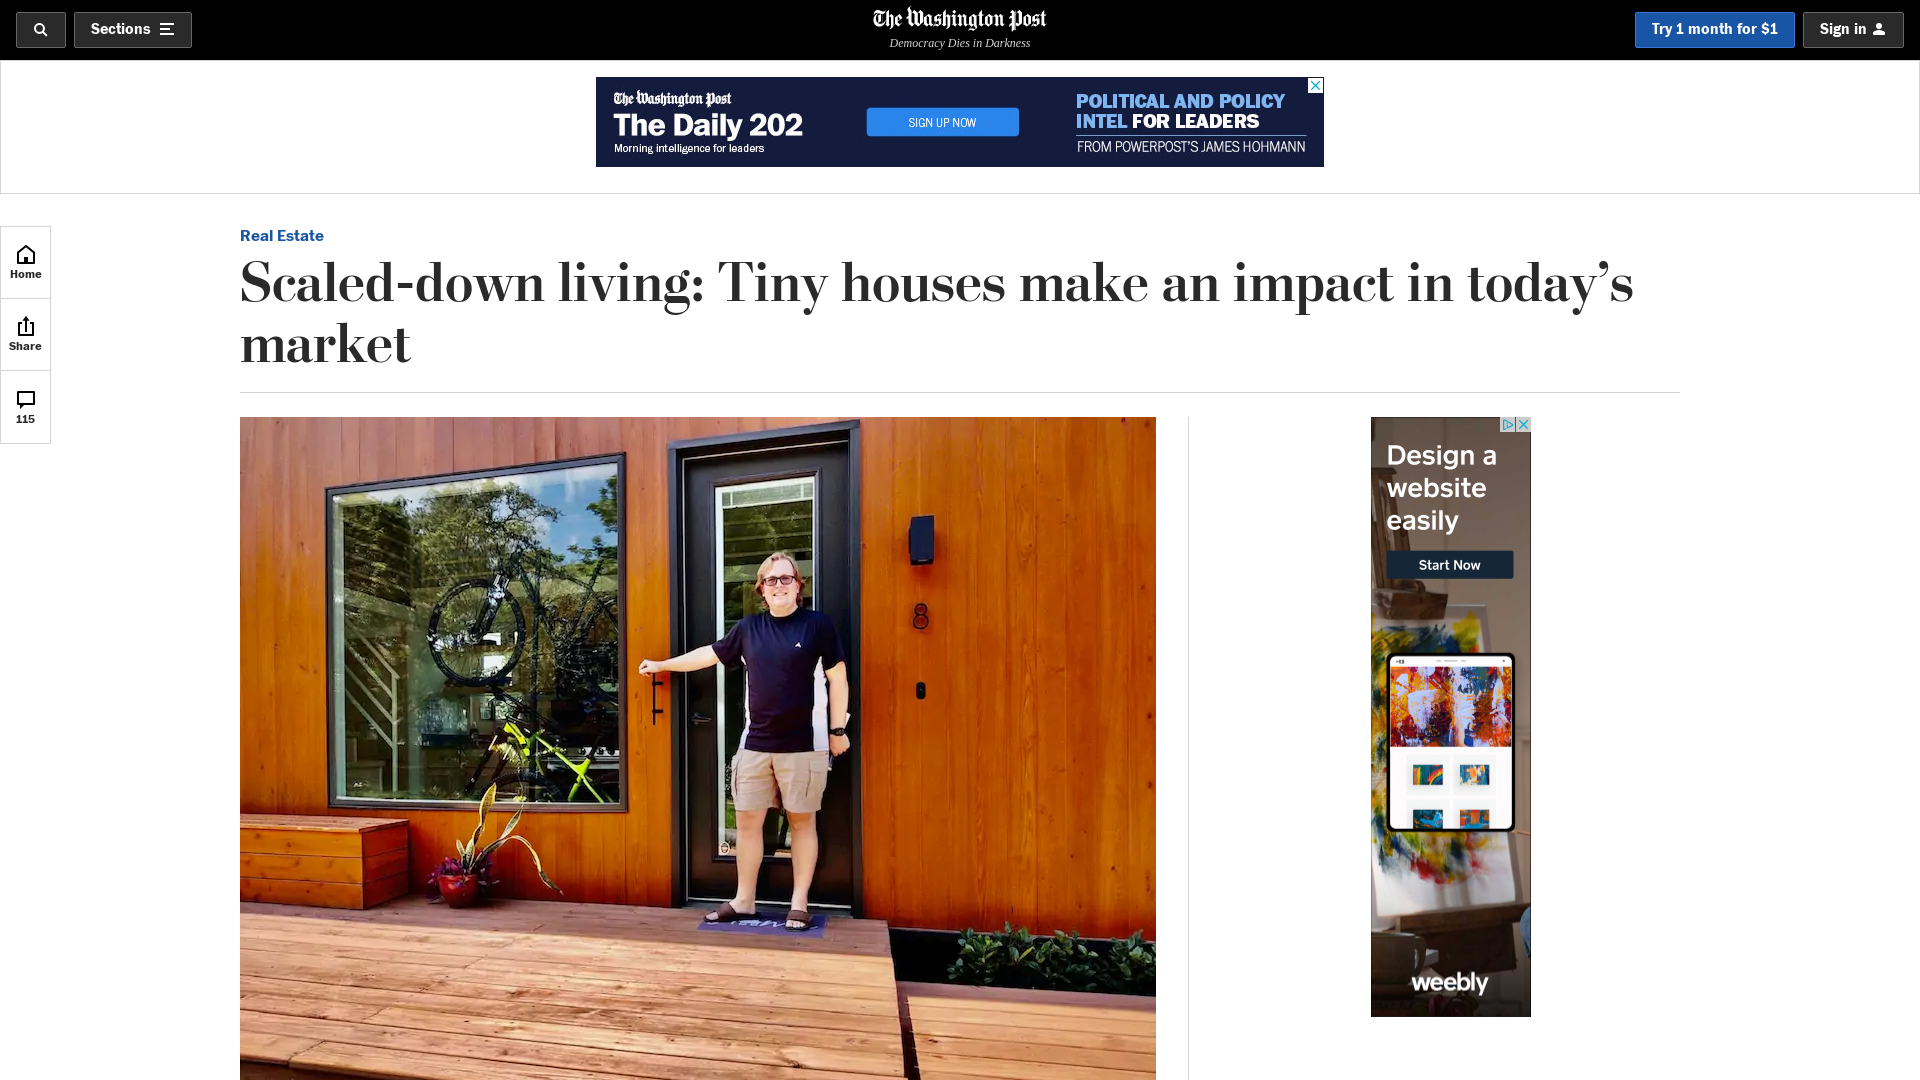 Sections
The Washington Post
Democracy Dies in Darkness
Try 1 month for $1
Sign in
The Washington Post
The Daily 202
Morning intelligence for leaders
SIGN UP NOW
POLITICAL AND POLICY
INTEL FOR LEADERS
FROM POWERPOST'S JAMES HOHMANN
Home
Share
115
Real Estate
Scaled-down living: Tiny houses make an impact in today’s
market
8
Design a
website
easily
Start Now
weebly